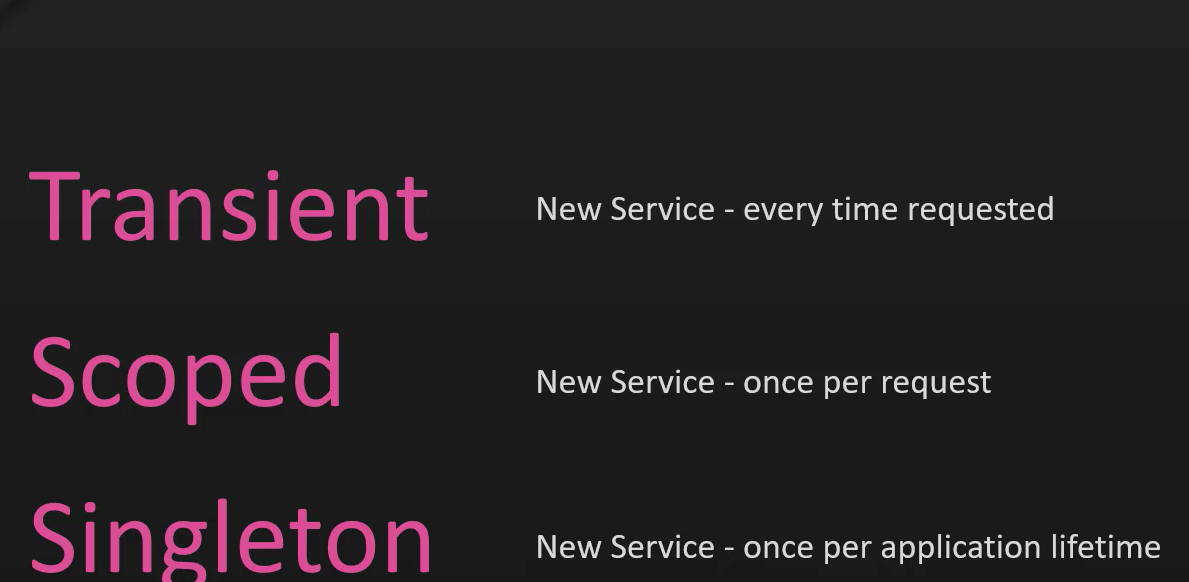 Transient
New Service - every time requested
Scoped
New Service - once per request
Singleton
New Service - once per application lifetime